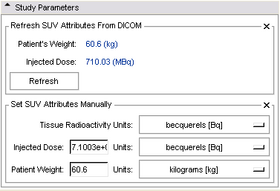 Study Parameters
Refresh SUV Attributes From DICOM
Patient's Weight: 60.6 (kg)
Injected Dose: 710.03 (MBq)
Refresh
Set SUV Attributes Manually
Tissue Radioactivity Units: becquerels [Bq]
Injected Dose: 7.1003e+( Units: becquerels [Bq]
Patient Weight: 60.6 Units: kilograms [kg]